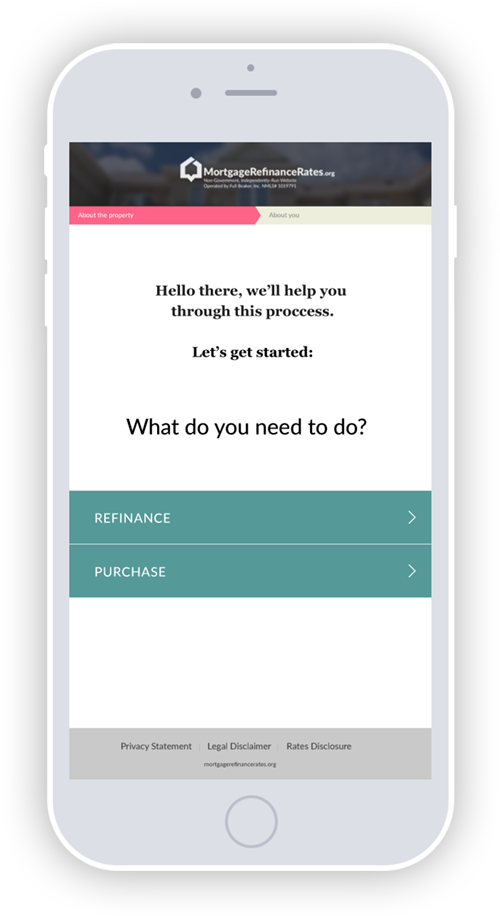 MortgageRefinanceRates.org
Non-Government, Independently-Run Website
Operated by Full Beaker, Inc. NMLS# 1019791
About the property
About you
Hello there, we’ll help you
through this proccess.
Let’s get started:
What do you need to do?
REFINANCE
PURCHASE
Privacy Statement | Legal Disclaimer | Rates Disclosure
mortgagerefinancerates.org